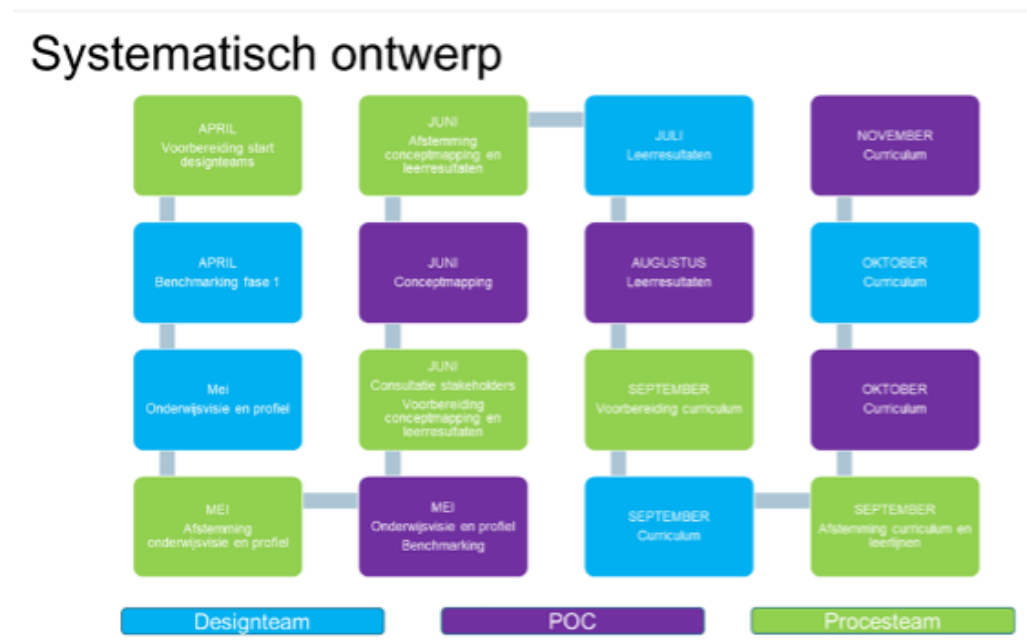 Systematisch ontwerp
APRIL
Voorbereiding start
designteams
APRIL
Benchmarking fase 1
Mei
Onderwijsvisie en profiel
MEI
Afstemming
onderwijsvisie en profiel
MEI
Onderwijsvisie en profiel
Benchmarking
JUNI
Consultatie stakeholders
Voorbereiding
conceptmapping en
leerresultaten
JUNI
Conceptmapping
JUNI
Afstemming
conceptmapping en
leerresultaten
JULI
Leerresultaten
AUGUSTUS
Leerresultaten
SEPTEMBER
Voorbereiding curriculum
SEPTEMBER
Curriculum
SEPTEMBER
Afstemming curriculum en
leerlijnen
OKTOBER
Curriculum
OKTOBER
Curriculum
NOVEMBER
Curriculum
Designteam
POC
Procesteam